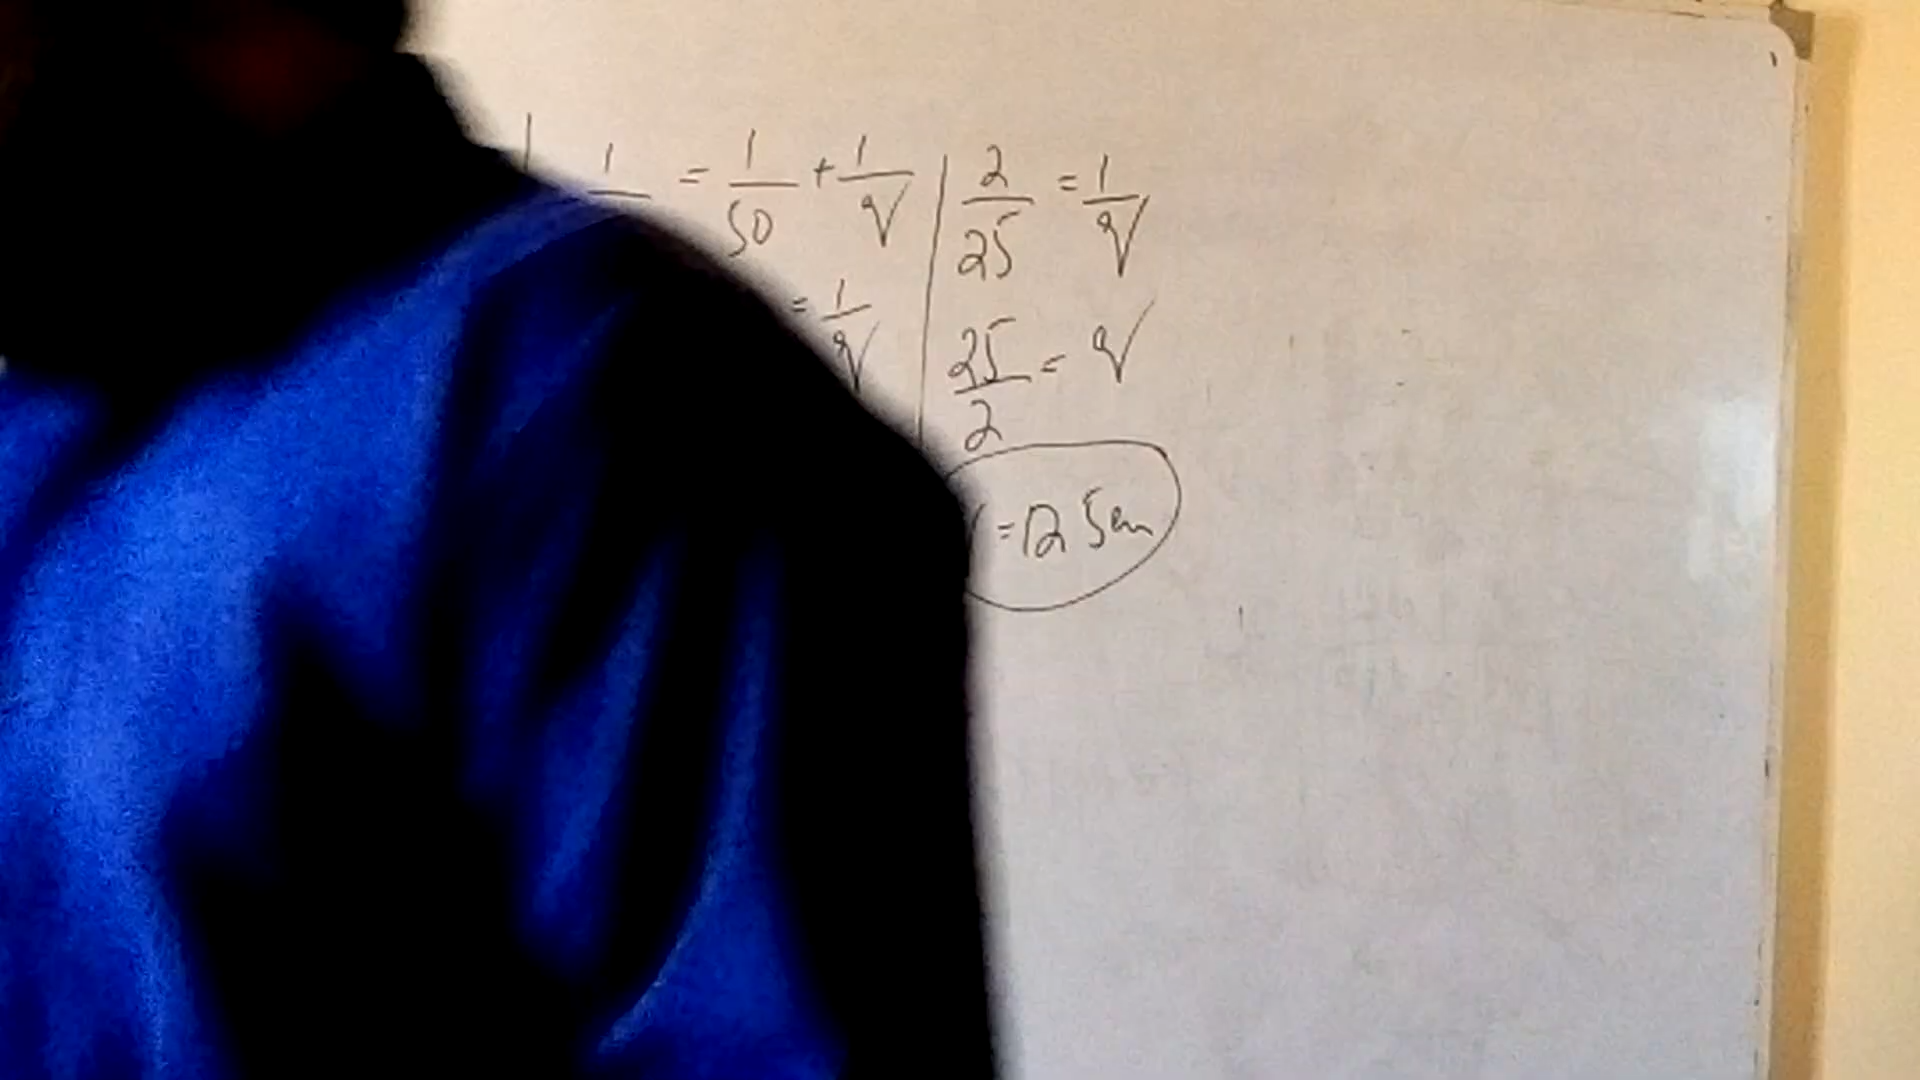 1/ = 1/50 + 1/v
= 1/v
2/25 = 1/v
25/2 = v
= 12 5cm